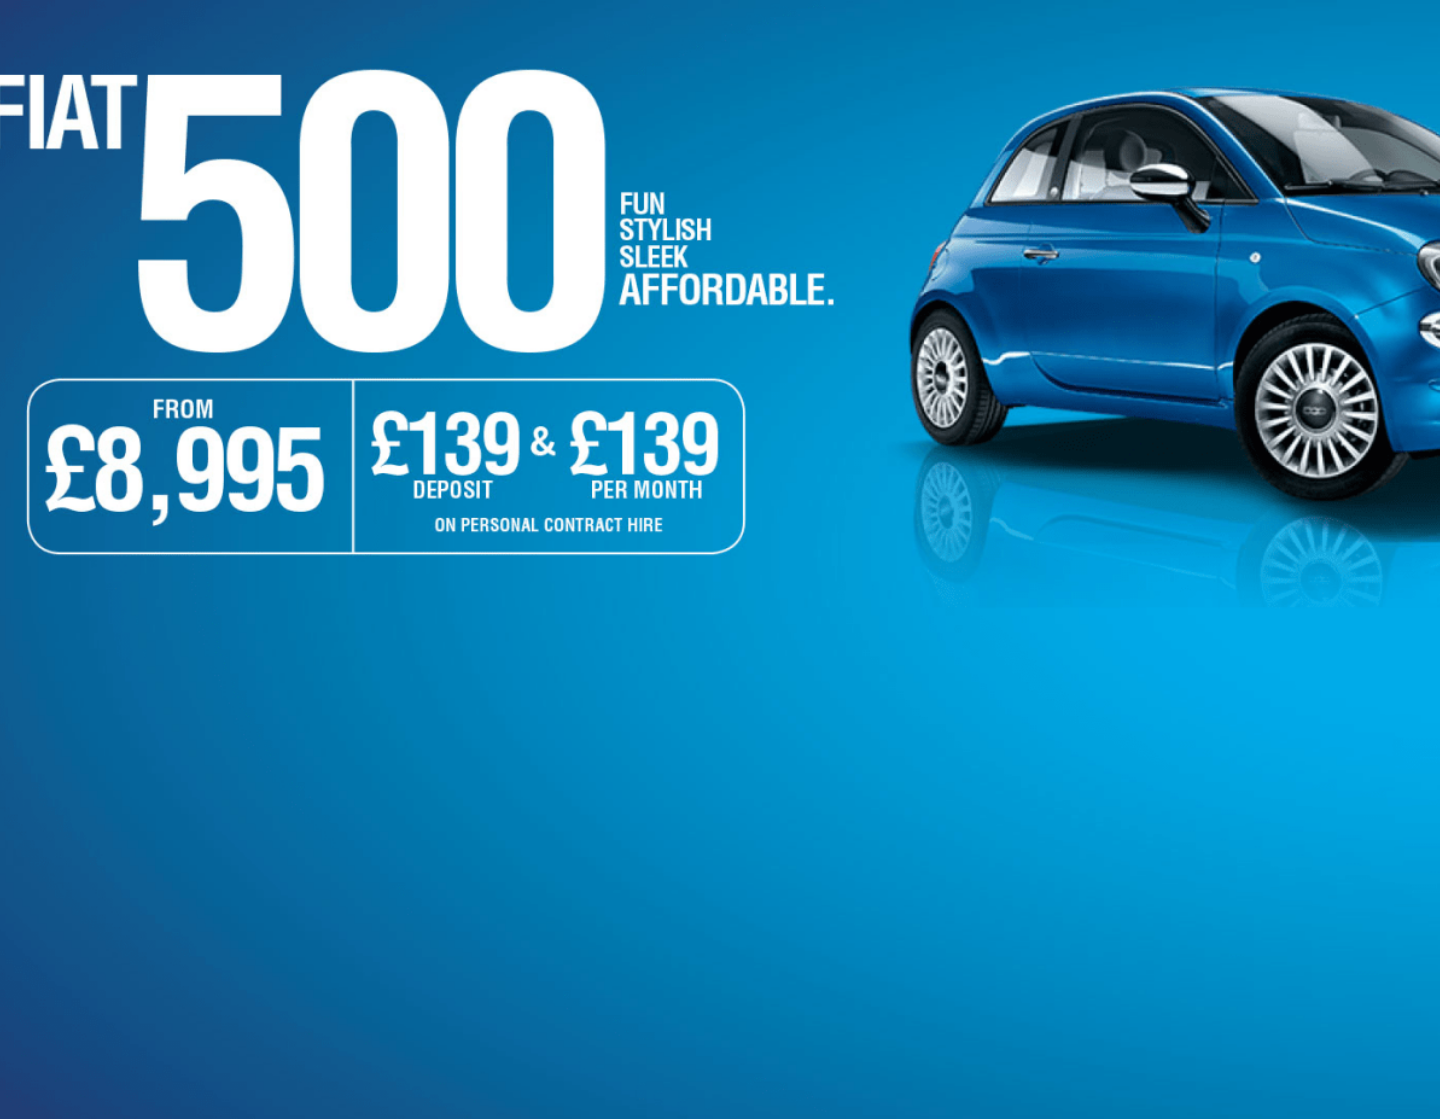 FIAT 500
FUN
STYLISH
SLEEK
AFFORDABLE.
FROM
£8,995
£139 & £139
DEPOSIT PER MONTH
ON PERSONAL CONTRACT HIRE